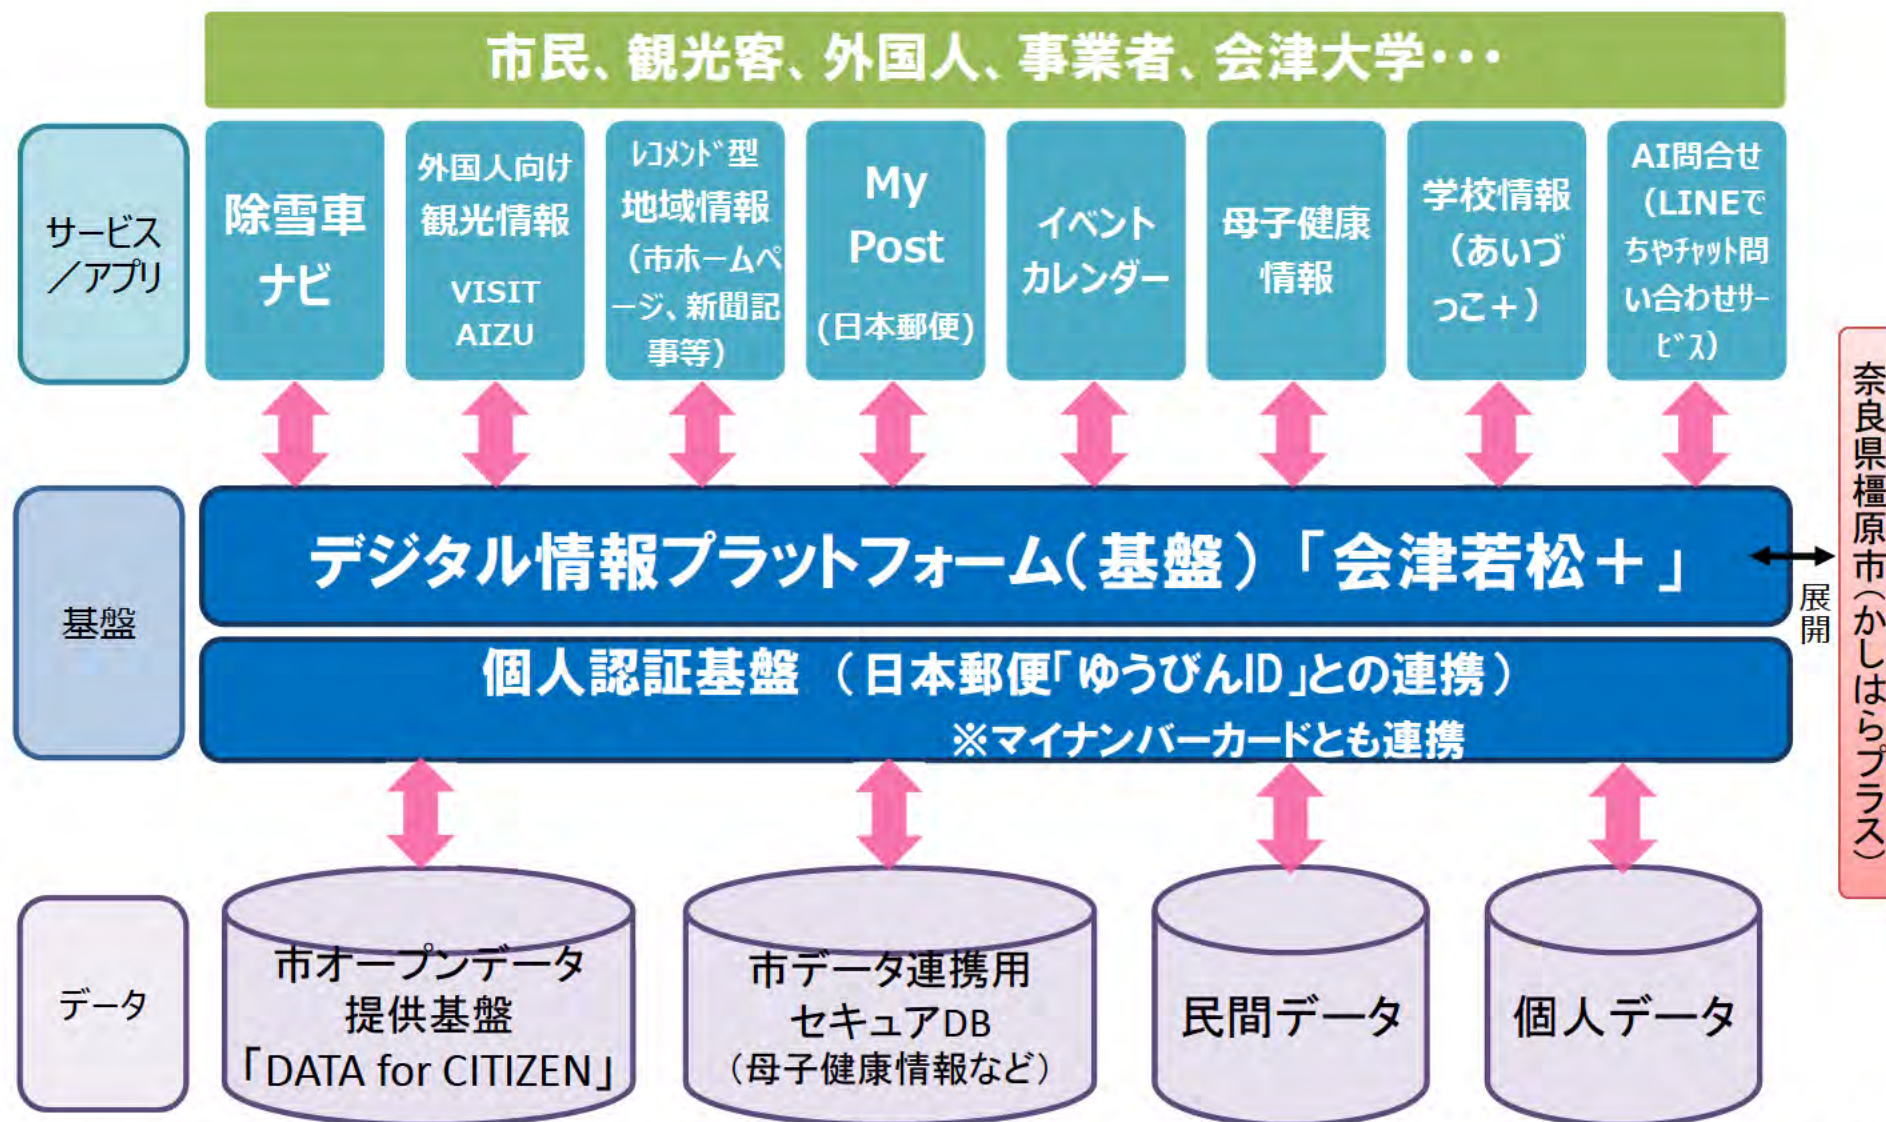 市民、観光客、外国人、事業者、会津大学・・・
サービス
／アプリ
除雪車
ナビ
外国人向け
観光情報
VISIT
AIZU
ﾚｺﾒﾝﾄﾞ型
地域情報
（市ホームペ
ージ、新聞記
事等）
My
Post
(日本郵便)
イベント
カレンダー
母子健康
情報
学校情報
（あいづ
っこ＋）
AI問合せ
（LINEで
ちやﾁｬｯﾄ問
い合わせｻｰ
ﾋﾞｽ）
基盤
デジタル情報プラットフォーム（基盤）「会津若松＋」
個人認証基盤（日本郵便「ゆうびんID」との連携）
※マイナンバーカードとも連携
展開
奈良県橿原市（かしはらプラス）
データ
市オープンデータ
提供基盤
「DATA for CITIZEN」
市データ連携用
セキュアDB
（母子健康情報など）
民間データ
個人データ